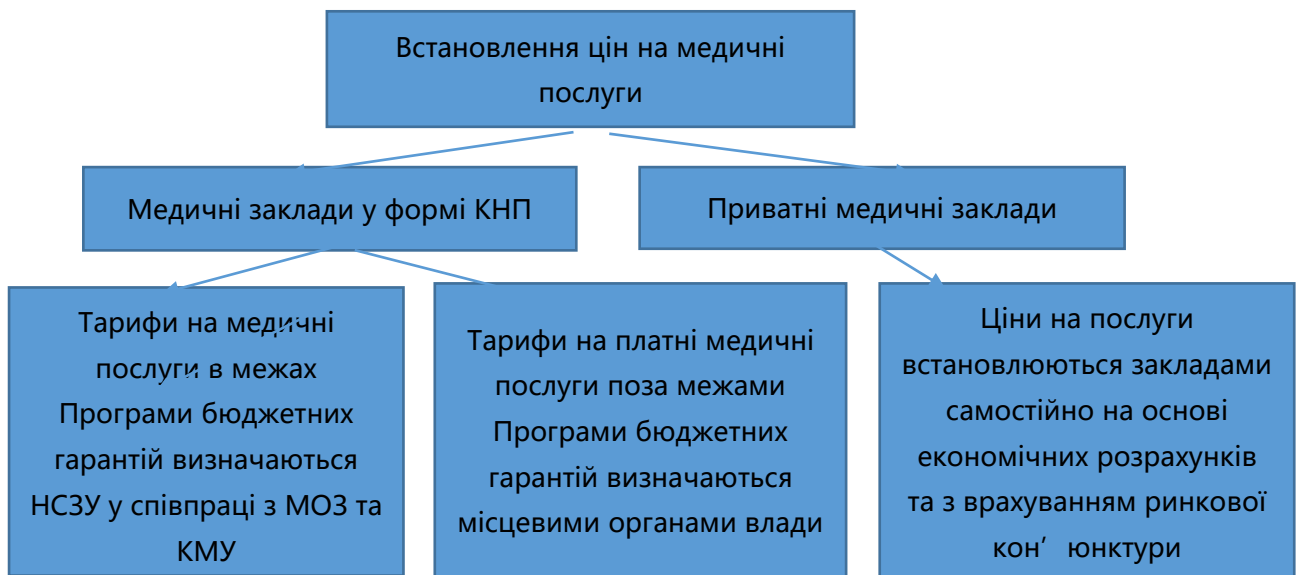 Встановлення цін на медичні
послуги
Медичні заклади у формі КНП
Приватні медичні заклади
Тарифи на медичні
послуги в межах
Програми бюджетних
гарантій визначаються
НСЗУ у співпраці з МОЗ та
КМУ
Тарифи на платні медичні
послуги поза межами
Програми бюджетних
гарантій визначаються
місцевими органами влади
Ціни на послуги
встановлюються закладами
самостійно на основі
економічних розрахунків
та з врахуванням ринкової
кон’юнктури